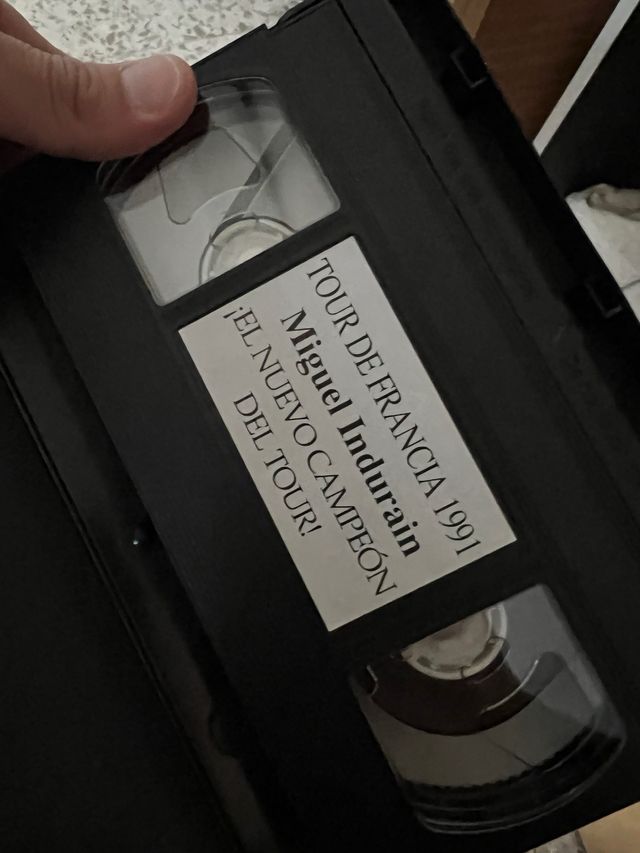 TOUR DE FRANCIA 1991
Miguel Indurain
¡EL NUEVO CAMPEÓN
DEL TOUR!